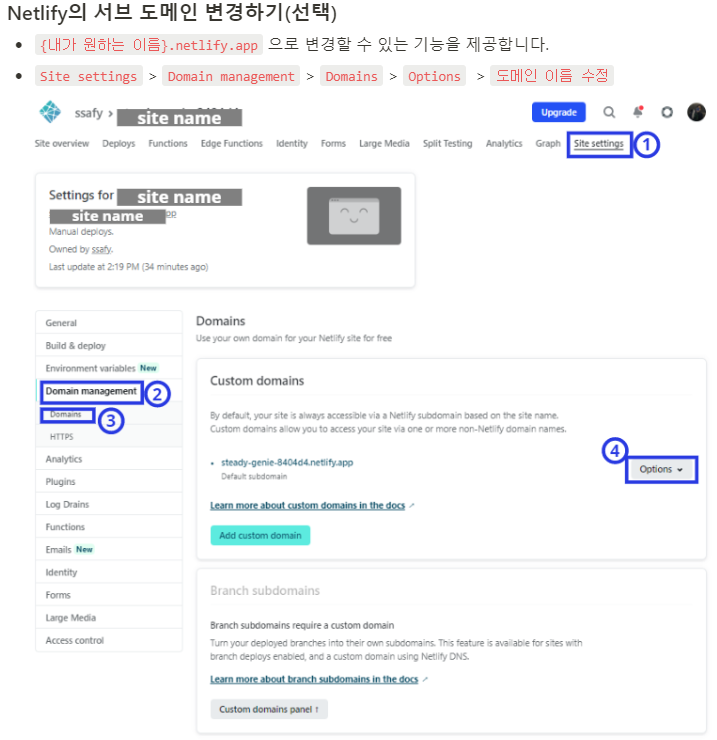 Netlify의 서브 도메인 변경하기(선택)
{내가 원하는 이름}.netlify.app 으로 변경할 수 있는 기능을 제공합니다.
Site settings > Domain management > Domains > Options > 도메인 이름 수정
ssafy > site name
Upgrade
Site overview Deploys Functions Edge Functions Identity Forms Large Media Split Testing Analytics Graph Site settings 1
Settings for site name
site name pp
Manual deploys.
Owned by ssafy.
Last update at 2:19 PM (34 minutes ago)
General
Build & deploy
Environment variables New
Domain management 2
Domains 3
HTTPS
Analytics
Plugins
Log Drains
Functions
Emails New
Identity
Forms
Large Media
Access control
Domains
Use your own domain for your Netlify site for free
Custom domains
By default, your site is always accessible via a Netlify subdomain based on the site name.
Custom domains allow you to access your site via one or more non-Netlify domain names.
steady-genie-8404d4.netlify.app
Default subdomain
4
Options
Learn more about custom domains in the docs
Add custom domain
Branch subdomains
Branch subdomains require a custom domain
Turn your deployed branches into their own subdomains. This feature is available for sites with
branch deploys enabled, and a custom domain using Netlify DNS.
Learn more about branch subdomains in the docs
Custom domains panel ↑